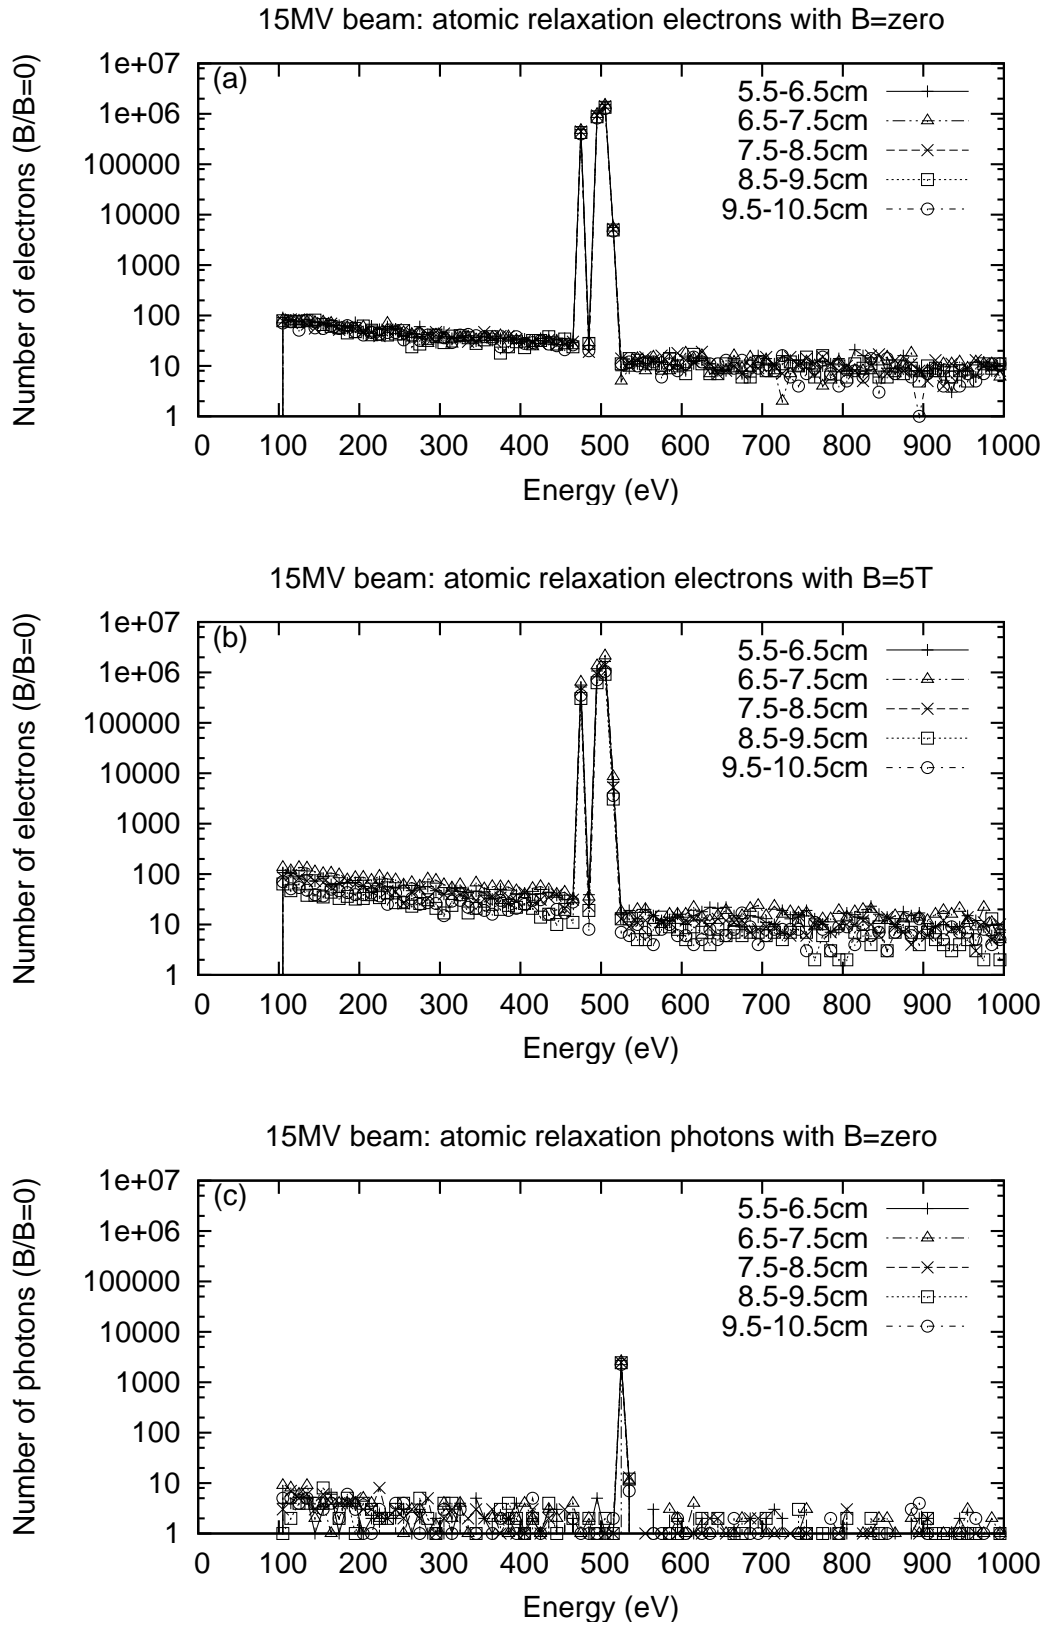 15MV beam: atomic relaxation electrons with B=zero
(a)
Number of electrons (B/B=0)
1e+07
1e+06
100000
10000
1000
100
10
1
5.5-6.5cm
6.5-7.5cm
7.5-8.5cm
8.5-9.5cm
9.5-10.5cm
0 100 200 300 400 500 600 700 800 900 1000
Energy (eV)
15MV beam: atomic relaxation electrons with B=5T
(b)
Number of electrons (B/B=0)
1e+07
1e+06
100000
10000
1000
100
10
1
5.5-6.5cm
6.5-7.5cm
7.5-8.5cm
8.5-9.5cm
9.5-10.5cm
0 100 200 300 400 500 600 700 800 900 1000
Energy (eV)
15MV beam: atomic relaxation photons with B=zero
(c)
Number of photons (B/B=0)
1e+07
1e+06
100000
10000
1000
100
10
1
5.5-6.5cm
6.5-7.5cm
7.5-8.5cm
8.5-9.5cm
9.5-10.5cm
0 100 200 300 400 500 600 700 800 900 1000
Energy (eV)